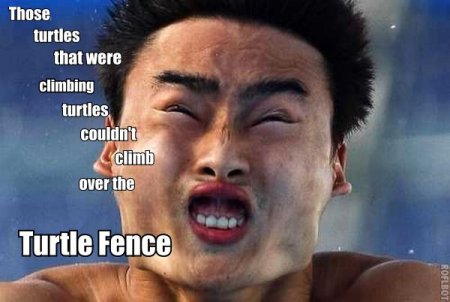 Those
turtles
that were
climbing
turtles
couldn't
climb
over the
Turtle Fence
ROFLBOT